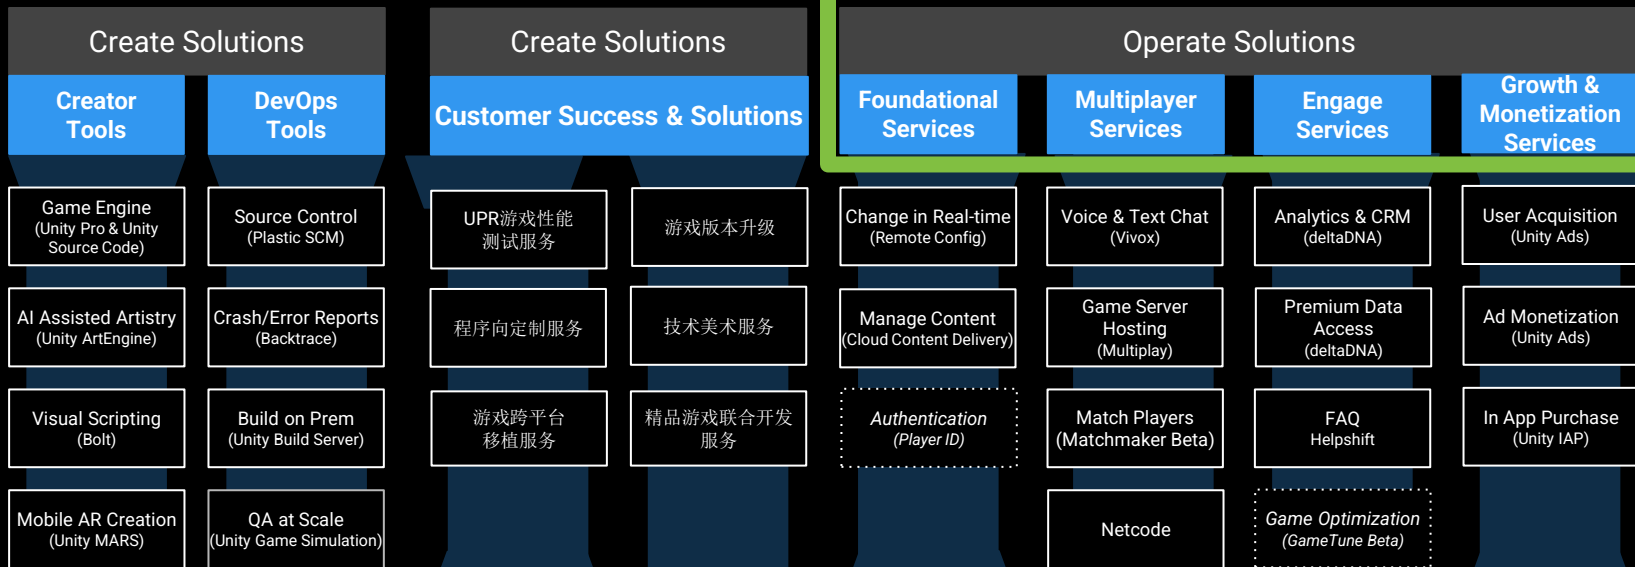 Create Solutions
Creator
Tools
DevOps
Tools
Game Engine
(Unity Pro & Unity
Source Code)
Source Control
(Plastic SCM)
AI Assisted Artistry
(Unity ArtEngine)
Crash/Error Reports
(Backtrace)
Visual Scripting
(Bolt)
Build on Prem
(Unity Build Server)
Mobile AR Creation
(Unity MARS)
QA at Scale
(Unity Game Simulation)
Create Solutions
Customer Success & Solutions
UPR游戏性能
测试服务
游戏版本升级
程序向定制服务
技术美术服务
游戏跨平台
移植服务
精品游戏联合开发
服务
Operate Solutions
Foundational
Services
Multiplayer
Services
Engage
Services
Growth &
Monetization
Services
Change in Real-time
(Remote Config)
Voice & Text Chat
(Vivox)
Analytics & CRM
(deltaDNA)
User Acquisition
(Unity Ads)
Manage Content
(Cloud Content Delivery)
Game Server
Hosting
(Multiplay)
Premium Data
Access
(deltaDNA)
Ad Monetization
(Unity Ads)
Authentication
(Player ID)
Match Players
(Matchmaker Beta)
FAQ
Helpshift
In App Purchase
(Unity IAP)
Netcode
Game Optimization
(GameTune Beta)